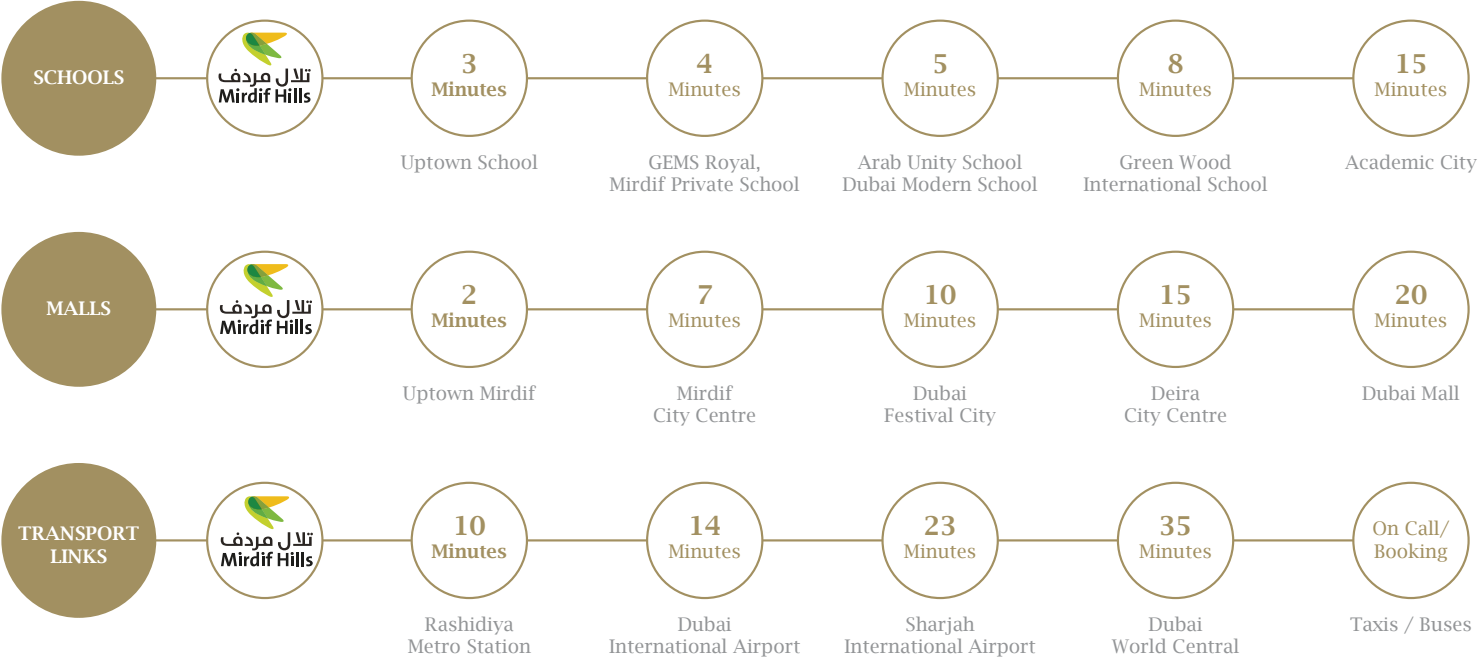 SCHOOLS
تلال مردف
Mirdif Hills
3
Minutes
Uptown School
4
Minutes
GEMS Royal,
Mirdif Private School
5
Minutes
Arab Unity School
Dubai Modern School
8
Minutes
Green Wood
International School
15
Minutes
Academic City
MALLS
تلال مردف
Mirdif Hills
2
Minutes
Uptown Mirdif
7
Minutes
Mirdif
City Centre
10
Minutes
Dubai
Festival City
15
Minutes
Deira
City Centre
20
Minutes
Dubai Mall
TRANSPORT
LINKS
تلال مردف
Mirdif Hills
10
Minutes
Rashidiya
Metro Station
14
Minutes
Dubai
International Airport
23
Minutes
Sharjah
International Airport
35
Minutes
Dubai
World Central
On Call/
Booking
Taxis / Buses